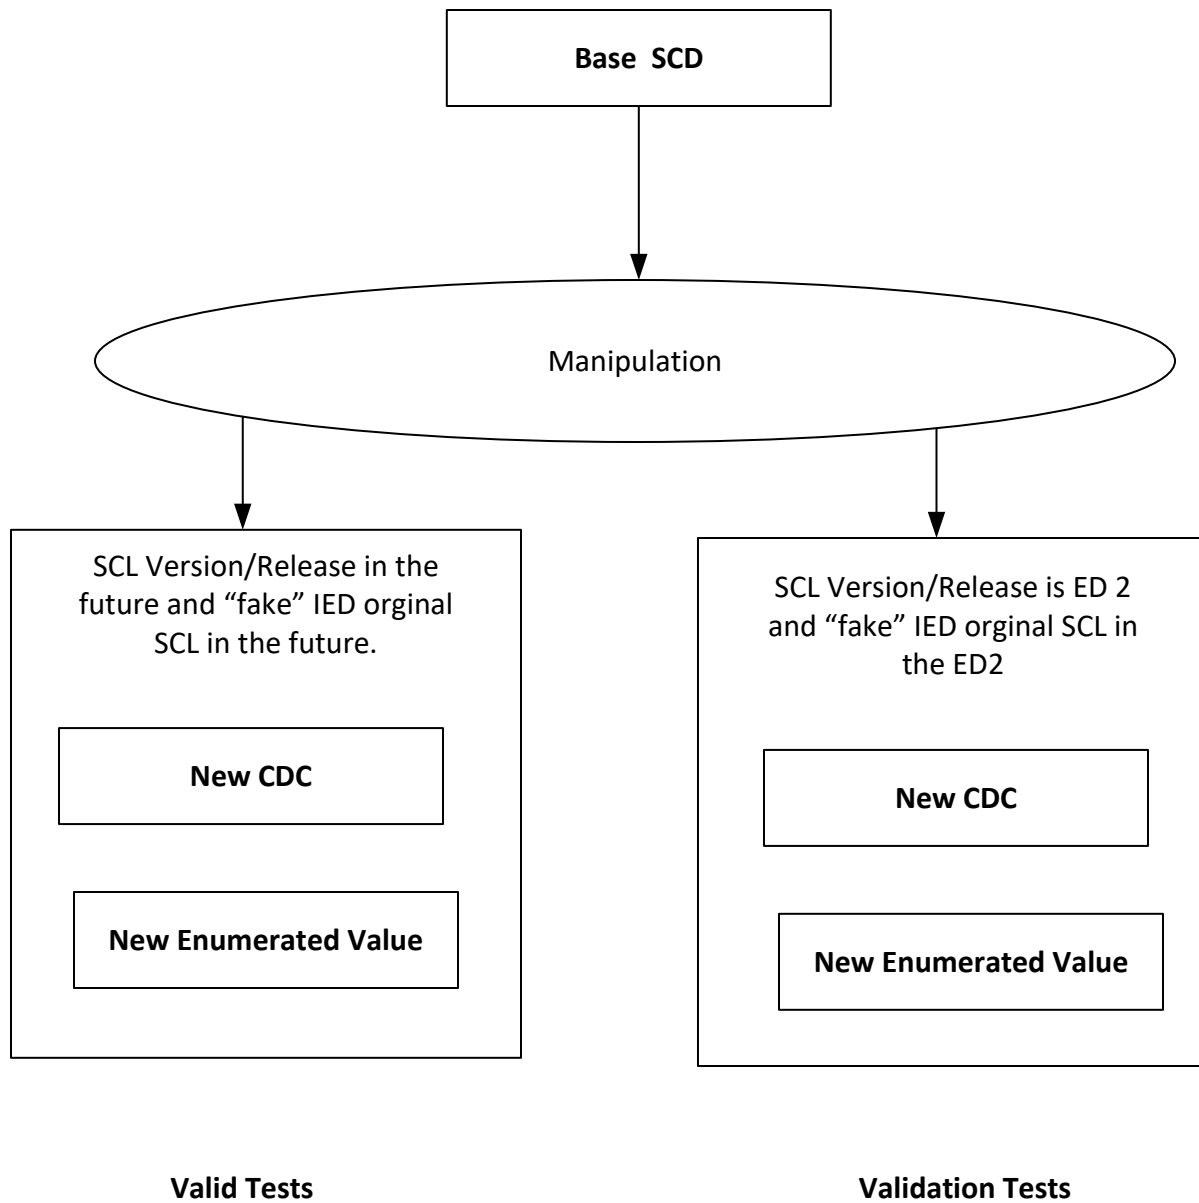 Base  SCD
Manipulation
SCL Version/Release in the
future and “fake” IED orginal
SCL in the future.
New CDC
New Enumerated Value
SCL Version/Release is ED 2
and “fake” IED orginal SCL in
the ED2
New CDC
New Enumerated Value
Valid Tests
Validation Tests